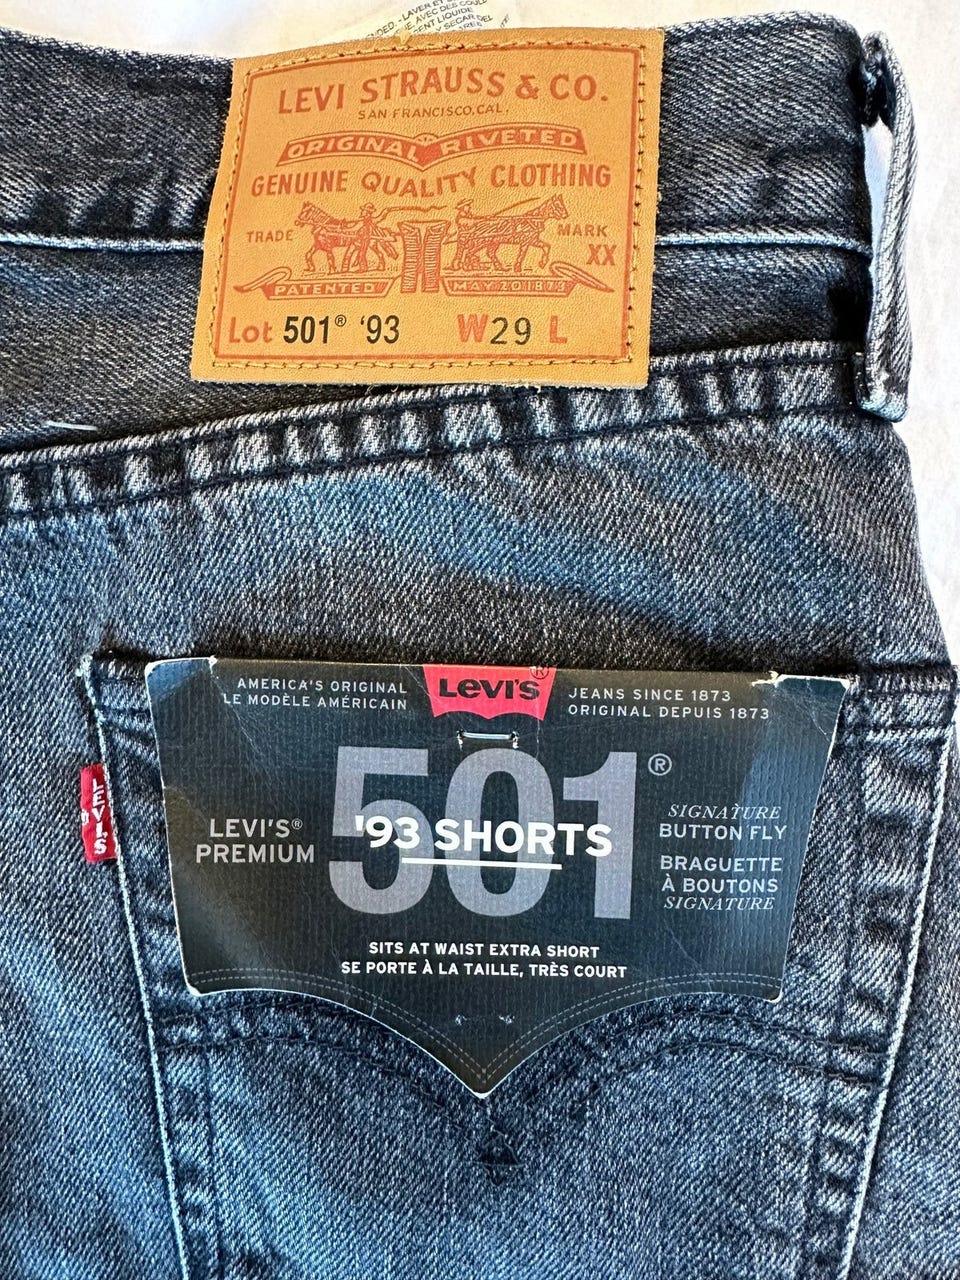 LEVI STRAUSS & CO.
SAN FRANCISCO, CAL.
ORIGINAL RIVETED
GENUINE QUALITY CLOTHING
TRADE MARK
XX
PATENTED MAY 20 1873
Lot 501® '93 W29 L
AMERICA'S ORIGINAL
LE MODÈLE AMÉRICAIN
LEVI'S®
JEANS SINCE 1873
ORIGINAL DEPUIS 1873
501®
'93 SHORTS
LEVI'S®
PREMIUM
SIGNATURE
BUTTON FLY
BRAGUETTE
À BOUTONS
SIGNATURE
SITS AT WAIST EXTRA SHORT
SE PORTE À LA TAILLE, TRÈS COURT
LEVI'S